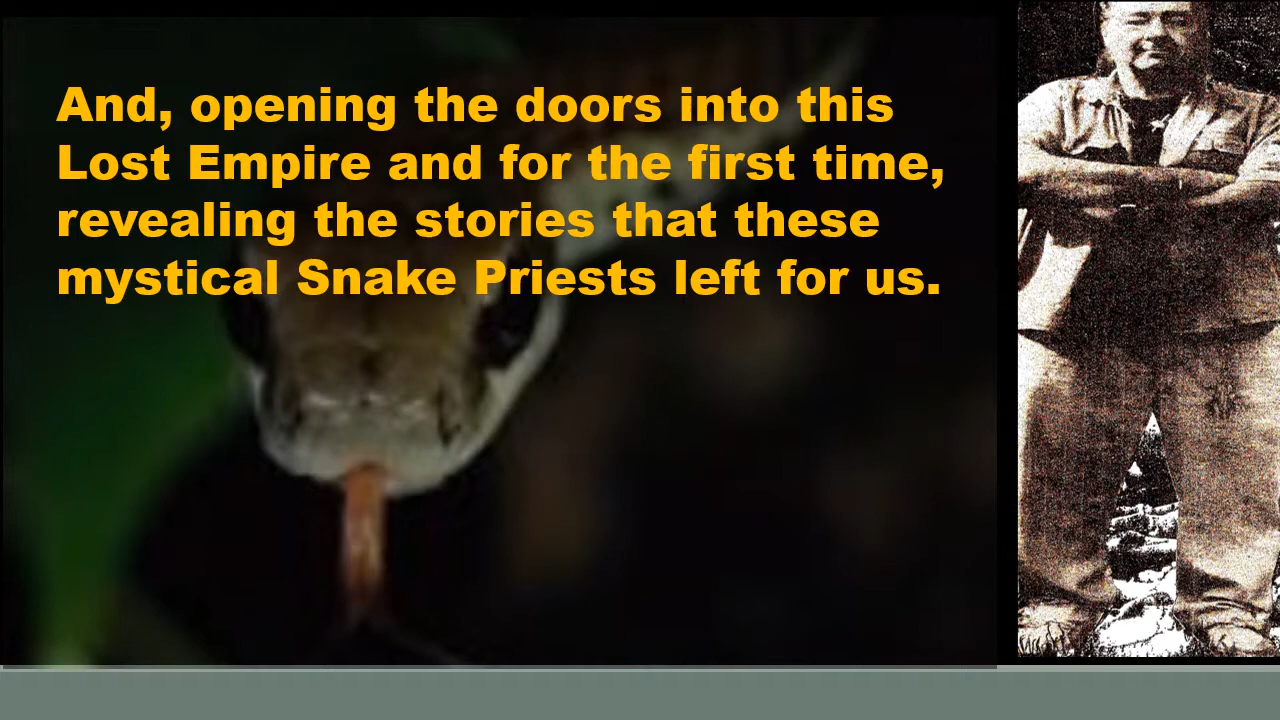 And, opening the doors into this
Lost Empire and for the first time,
revealing the stories that these
mystical Snake Priests left for us.